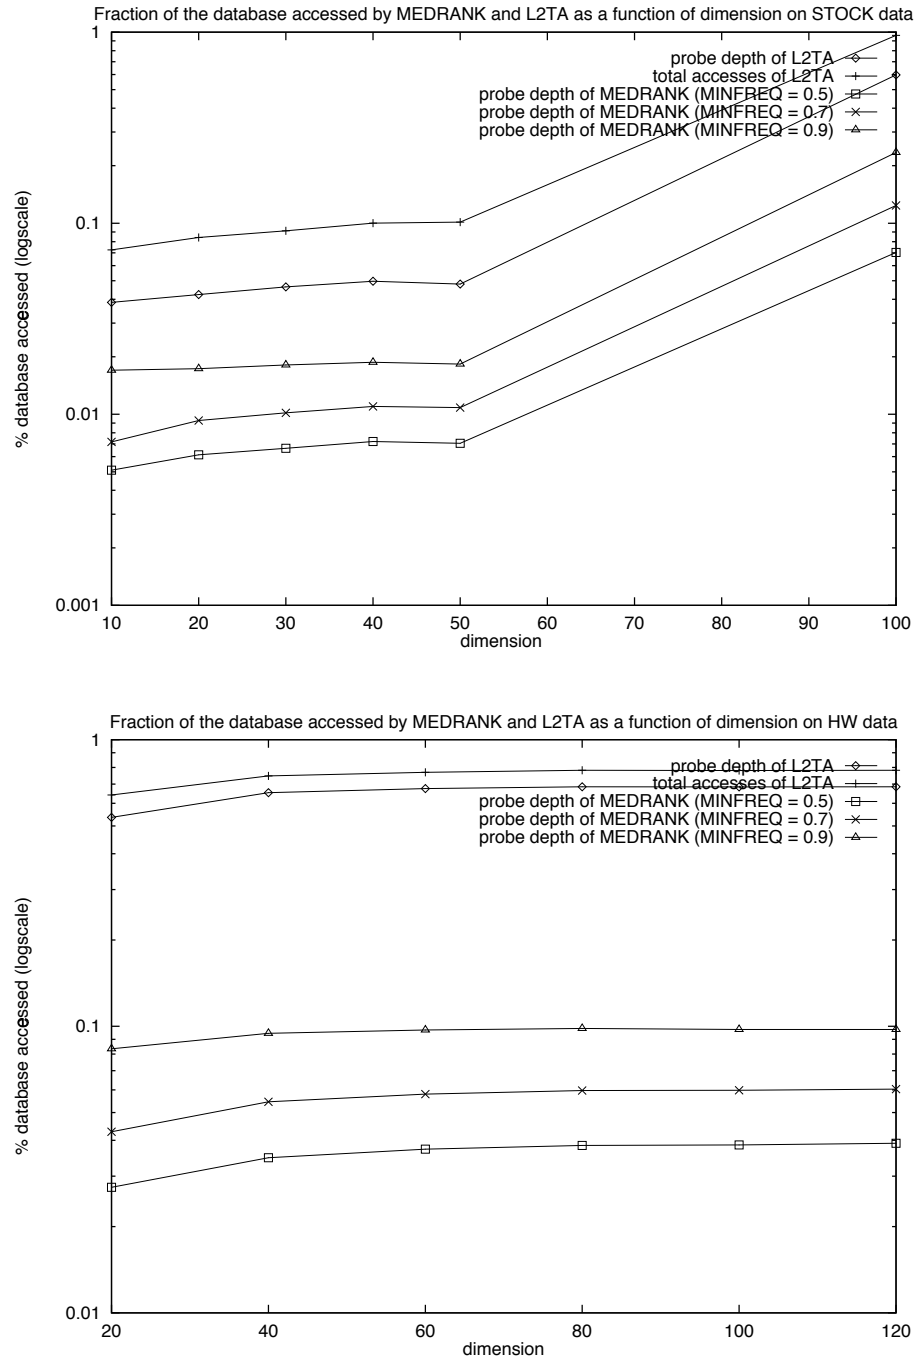 Fraction of the database accessed by MEDRANK and L2TA as a function of dimension on STOCK data
1
probe depth of L2TA
total accesses of L2TA
probe depth of MEDRANK (MINFREQ = 0.5)
probe depth of MEDRANK (MINFREQ = 0.7)
probe depth of MEDRANK (MINFREQ = 0.9)
% database accessed (logscale)
0.1
0.01
0.001
10 20 30 40 50 60 70 80 90 100
dimension
Fraction of the database accessed by MEDRANK and L2TA as a function of dimension on HW data
1
probe depth of L2TA
total accesses of L2TA
probe depth of MEDRANK (MINFREQ = 0.5)
probe depth of MEDRANK (MINFREQ = 0.7)
probe depth of MEDRANK (MINFREQ = 0.9)
% database accessed (logscale)
0.1
0.01
20 40 60 80 100 120
dimension